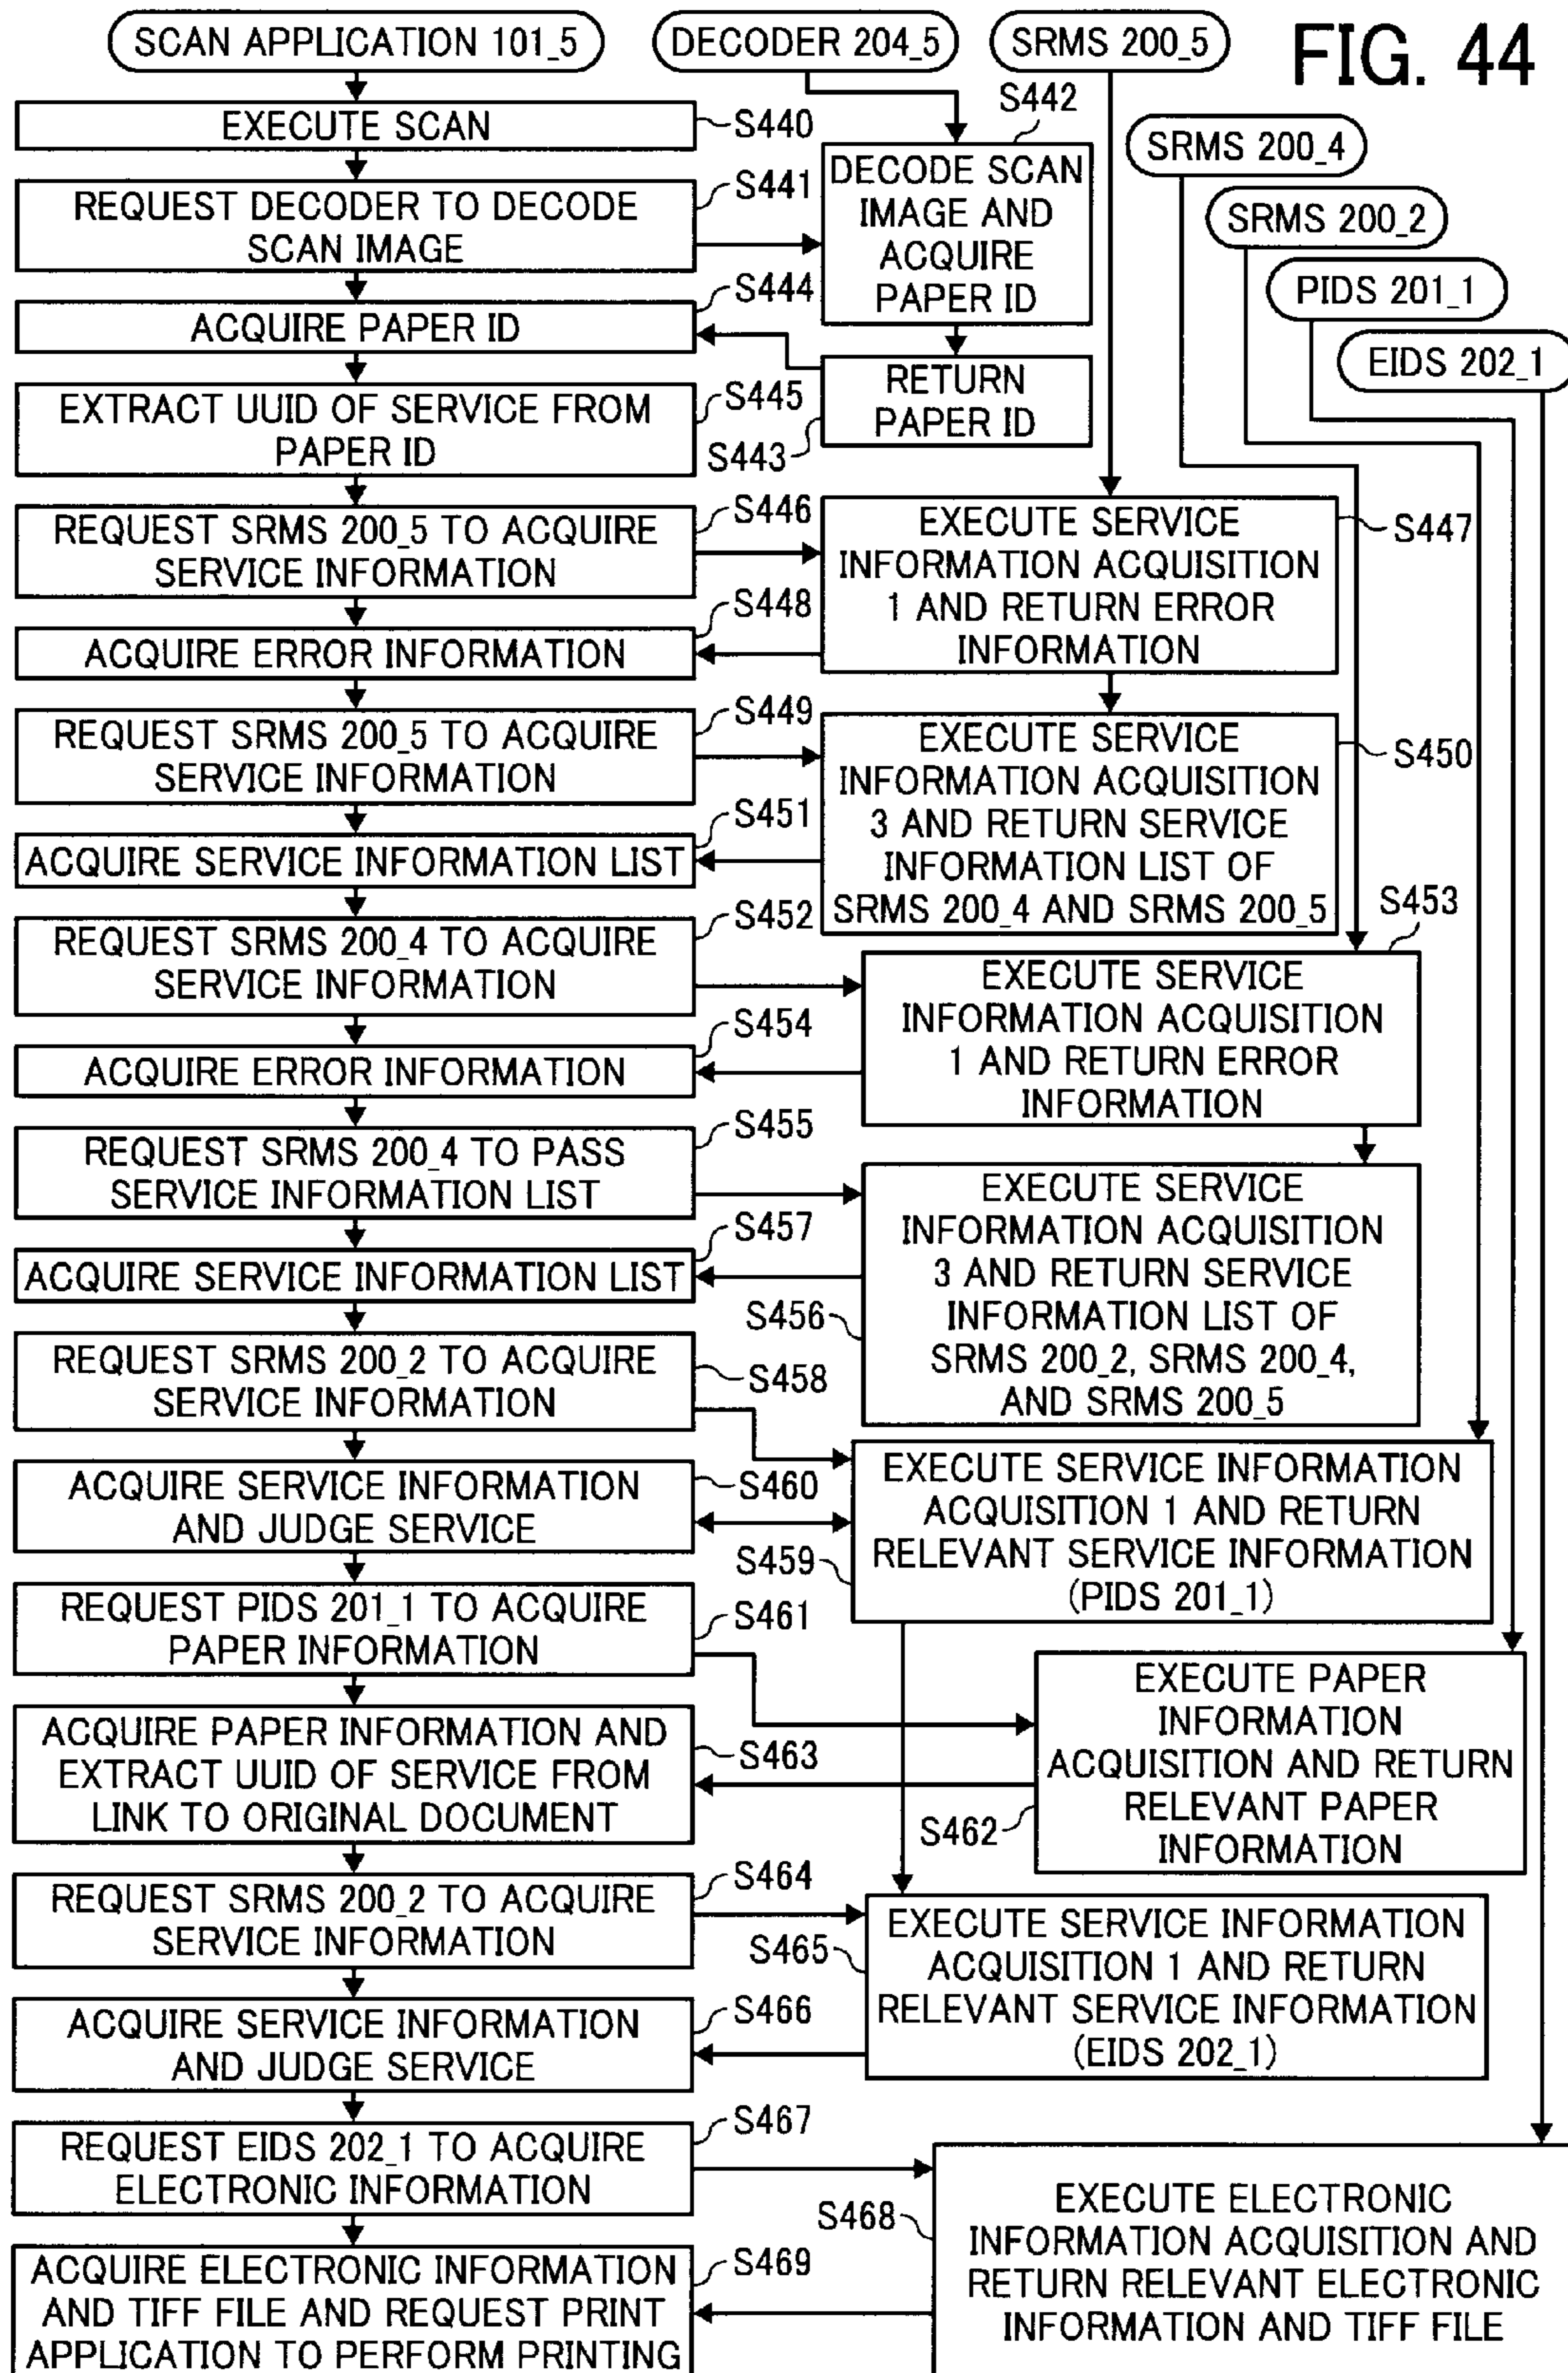 FIG. 44
SCAN APPLICATION 101_5
DECODER 204_5
SRMS 200_5
SRMS 200_4
SRMS 200_2
PIDS 201_1
EIDS 202_1
EXECUTE SCAN
S440
REQUEST DECODER TO DECODE
SCAN IMAGE
S441
S442
DECODE SCAN
IMAGE AND
ACQUIRE
PAPER ID
RETURN
PAPER ID
S443
ACQUIRE PAPER ID
S444
EXTRACT UUID OF SERVICE FROM
PAPER ID
S445
REQUEST SRMS 200_5 TO ACQUIRE
SERVICE INFORMATION
S446
EXECUTE SERVICE
INFORMATION ACQUISITION
1 AND RETURN ERROR
INFORMATION
S447
ACQUIRE ERROR INFORMATION
S448
REQUEST SRMS 200_5 TO ACQUIRE
SERVICE INFORMATION
S449
EXECUTE SERVICE
INFORMATION ACQUISITION
3 AND RETURN SERVICE
INFORMATION LIST OF
SRMS 200_4 AND SRMS 200_5
S450
ACQUIRE SERVICE INFORMATION LIST
S451
REQUEST SRMS 200_4 TO ACQUIRE
SERVICE INFORMATION
S452
S453
EXECUTE SERVICE
INFORMATION ACQUISITION
1 AND RETURN ERROR
INFORMATION
ACQUIRE ERROR INFORMATION
S454
REQUEST SRMS 200_4 TO PASS
SERVICE INFORMATION LIST
S455
EXECUTE SERVICE
INFORMATION ACQUISITION
3 AND RETURN SERVICE
INFORMATION LIST OF
SRMS 200_2, SRMS 200_4,
AND SRMS 200_5
S456
ACQUIRE SERVICE INFORMATION LIST
S457
REQUEST SRMS 200_2 TO ACQUIRE
SERVICE INFORMATION
S458
EXECUTE SERVICE INFORMATION
ACQUISITION 1 AND RETURN
RELEVANT SERVICE INFORMATION
(PIDS 201_1)
S459
ACQUIRE SERVICE INFORMATION
AND JUDGE SERVICE
S460
REQUEST PIDS 201_1 TO ACQUIRE
PAPER INFORMATION
S461
EXECUTE PAPER
INFORMATION
ACQUISITION AND RETURN
RELEVANT PAPER
INFORMATION
S462
ACQUIRE PAPER INFORMATION AND
EXTRACT UUID OF SERVICE FROM
LINK TO ORIGINAL DOCUMENT
S463
REQUEST SRMS 200_2 TO ACQUIRE
SERVICE INFORMATION
S464
EXECUTE SERVICE INFORMATION
ACQUISITION 1 AND RETURN
RELEVANT SERVICE INFORMATION
(EIDS 202_1)
S465
ACQUIRE SERVICE INFORMATION
AND JUDGE SERVICE
S466
REQUEST EIDS 202_1 TO ACQUIRE
ELECTRONIC INFORMATION
S467
EXECUTE ELECTRONIC
INFORMATION ACQUISITION AND
RETURN RELEVANT ELECTRONIC
INFORMATION AND TIFF FILE
S468
ACQUIRE ELECTRONIC INFORMATION
AND TIFF FILE AND REQUEST PRINT
APPLICATION TO PERFORM PRINTING
S469